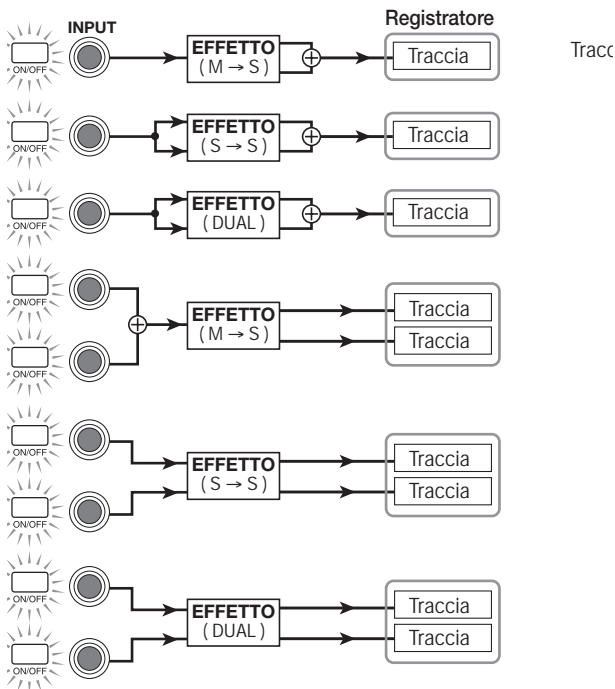 INPUT
Registratore
ON/OFF
EFFETTO
( M → S )
Traccia
ON/OFF
EFFETTO
( S → S )
Traccia
ON/OFF
EFFETTO
( DUAL )
Traccia
ON/OFF
ON/OFF
EFFETTO
( M → S )
Traccia
Traccia
ON/OFF
ON/OFF
EFFETTO
( S → S )
Traccia
Traccia
ON/OFF
ON/OFF
EFFETTO
( DUAL )
Traccia
Traccia